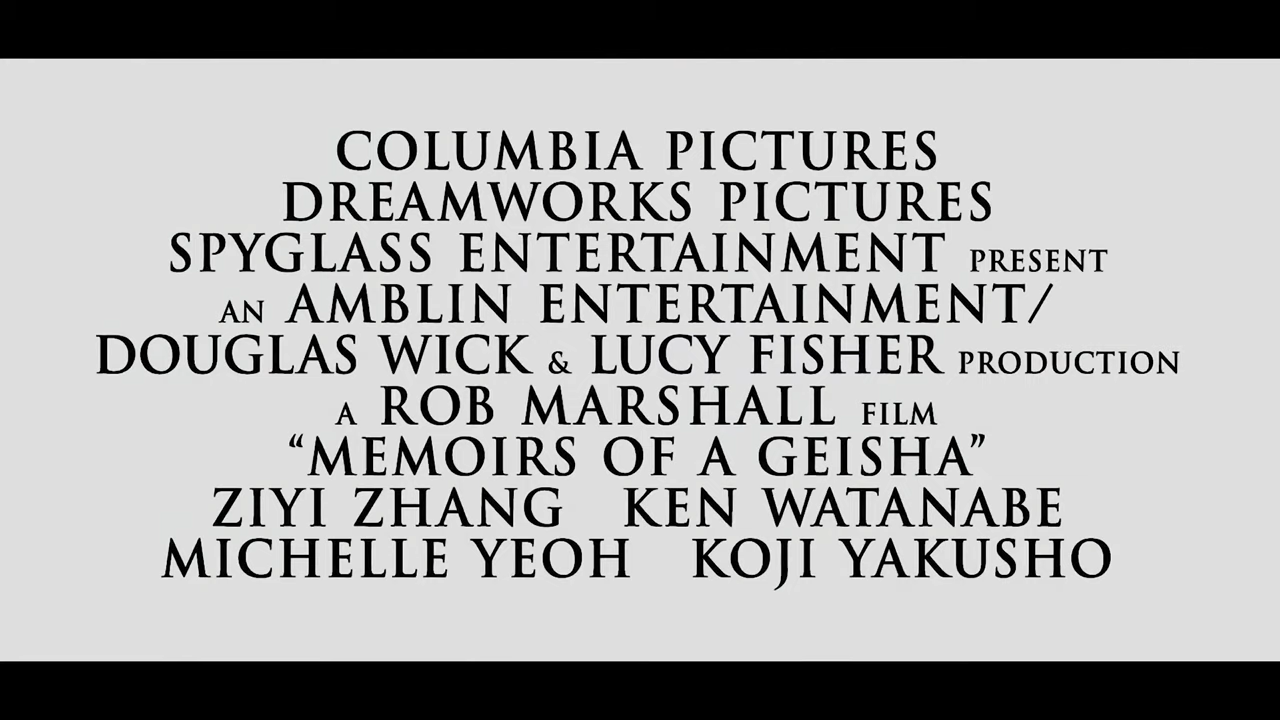 COLUMBIA PICTURES
DREAMWORKS PICTURES
SPYGLASS ENTERTAINMENT PRESENT
AN AMBLIN ENTERTAINMENT/
DOUGLAS WICK & LUCY FISHER PRODUCTION
A ROB MARSHALL FILM
“MEMOIRS OF A GEISHA”
ZIYI ZHANG KEN WATANABE
MICHELLE YEOH KOJI YAKUSHO